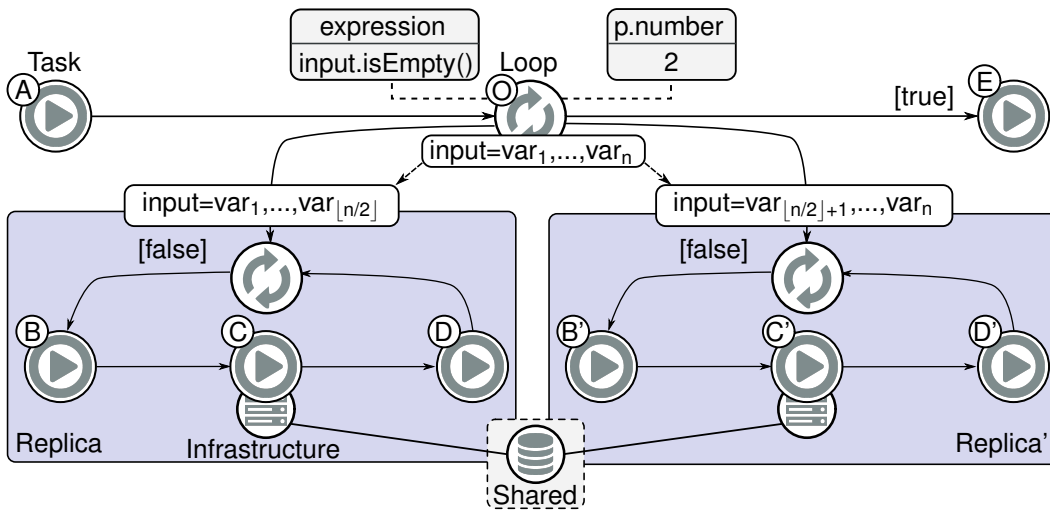 expression
input.isEmpty()
p.number
2
Task
Loop
A
O
E
[true]
input=var₁,...,varₙ
input=var₁,...,var⌊n/2⌋
input=var⌊n/2⌋+1,...,varₙ
[false]
[false]
B
C
D
B'
C'
D'
Replica
Infrastructure
Replica'
Shared